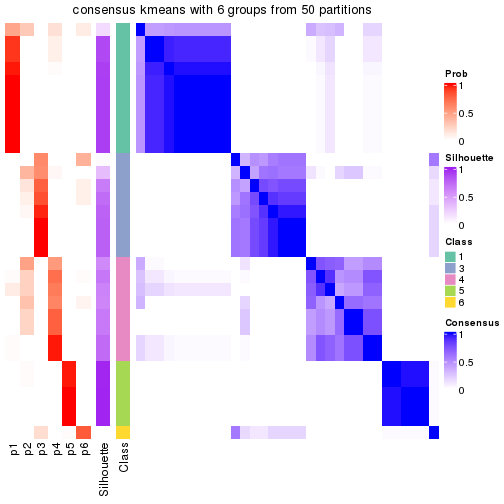 consensus kmeans with 6 groups from 50 partitions
Prob
1
0.5
0
Silhouette
1
0.5
0
Class
1
3
4
5
6
Consensus
1
0.5
0
p1
p2
p3
p4
p5
p6
Silhouette
Class